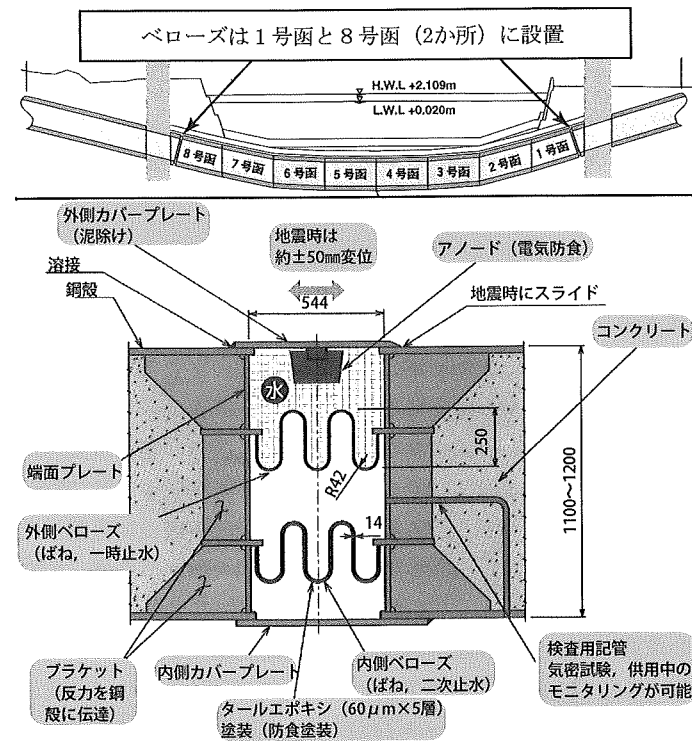 ベローズは１号函と８号函（2か所）に設置
H.W.L +2.109m
L.W.L +0.020m
8号函
7号函
6号函
5号函
4号函
3号函
2号函
1号函
外側カバープレート
（泥除け）
地震時は
約±50㎜変位
アノード（電気防食）
溶接
544
地震時にスライド
鋼殻
コンクリート
水
250
端面プレート
R42
1100～1200
外側ベローズ
（ばね，一時止水）
14
検査用記管
気密試験，供用中の
モニタリングが可能
ブラケット
（反力を鋼
殻に伝達）
内側カバープレート
内側ベローズ
（ばね，二次止水）
タールエポキシ（60μm×5層）
塗装（防食塗装）